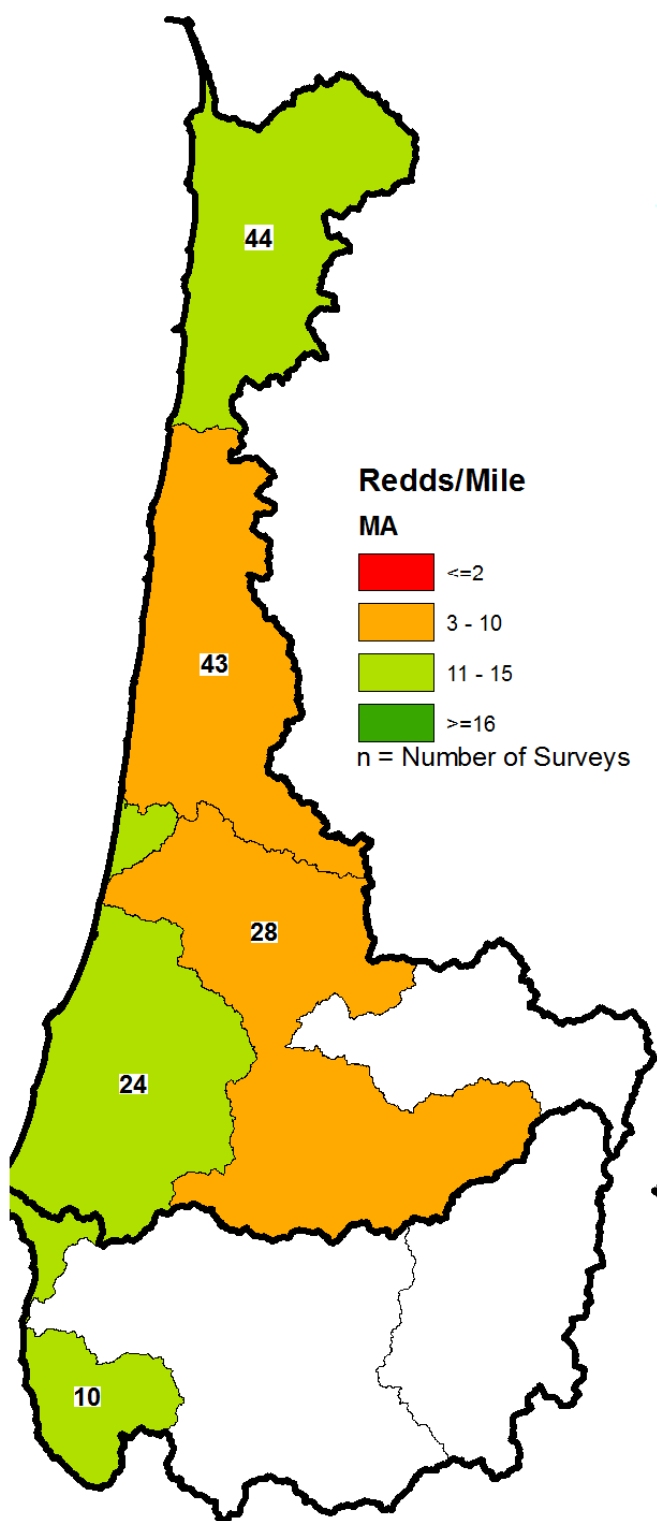 44
Redds/Mile
MA
<=2
3 - 10
11 - 15
>=16
n = Number of Surveys
43
28
24
10